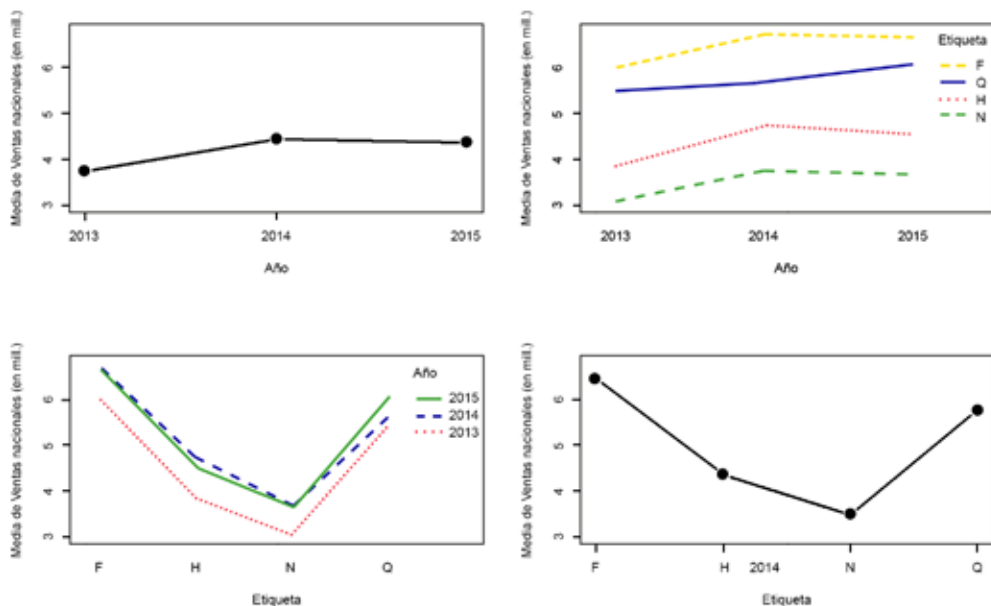 Media de Ventas nacionales (en mill.)
6
5
4
3
2013 2014 2015
Año
Media de Ventas nacionales (en mill.)
6
5
4
3
Etiqueta
F
Q
H
N
2013 2014 2015
Año
Media de Ventas nacionales (en mill.)
6
5
4
3
Año
2015
2014
2013
F H N Q
Etiqueta
Media de Ventas nacionales (en mill.)
6
5
4
3
F H 2014 N Q
Etiqueta